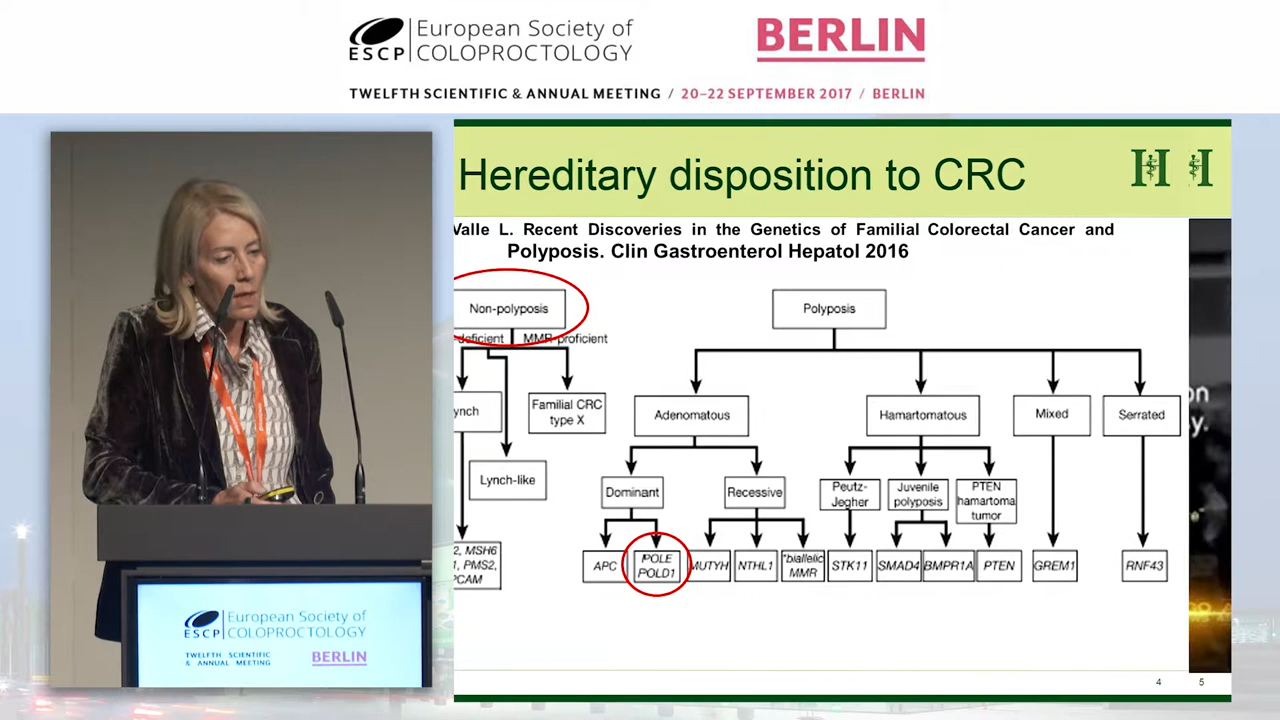 European Society of
COLOPROCTOLOGY
ESCP
BERLIN
TWELFTH SCIENTIFIC & ANNUAL MEETING / 20–22 SEPTEMBER 2017 / BERLIN
Hereditary disposition to CRC
H H
Valle L. Recent Discoveries in the Genetics of Familial Colorectal Cancer and
Polyposis. Clin Gastroenterol Hepatol 2016
Non-polyposis
Polyposis
deficient
MMR-proficient
ynch
Familial CRC
type X
Lynch-like
Adenomatous
Hamartomatous
Mixed
Serrated
Dominant
Recessive
Peutz-
Jegher
Juvenile
polyposis
PTEN
hamartoma
tumor
2, MSH6
1, PMS2,
PCAM
APC
POLE
POLD1
MUTYH
NTHL1
*biallelic
MMR
STK11
SMAD4
BMPR1A
PTEN
GREM1
RNF43
on
y.
4 5
European Society of
COLOPROCTOLOGY
ESCP
TWELFTH SCIENTIFIC
& ANNUAL MEETING
BERLIN